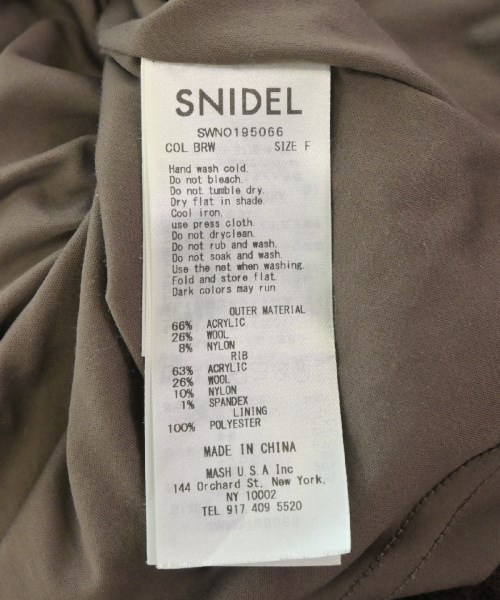 SNIDEL
SWNO195066
COL BRW SIZE F
Hand wash cold.
Do not bleach.
Do not tumble dry.
Dry flat in shade.
Cool iron,
use press cloth.
Do not dryclean.
Do not rub and wash.
Do not soak and wash.
Use the net when washing.
Fold and store flat.
Dark colors may run
OUTER MATERIAL
66% ACRYLIC
26% WOOL
8% NYLON
RIB
63% ACRYLIC
26% WOOL
10% NYLON
1% SPANDEX
LINING
100% POLYESTER
MADE IN CHINA
MASH U.S.A Inc
144 Orchard St. New York.
NY 10002
TEL 917 409 5520